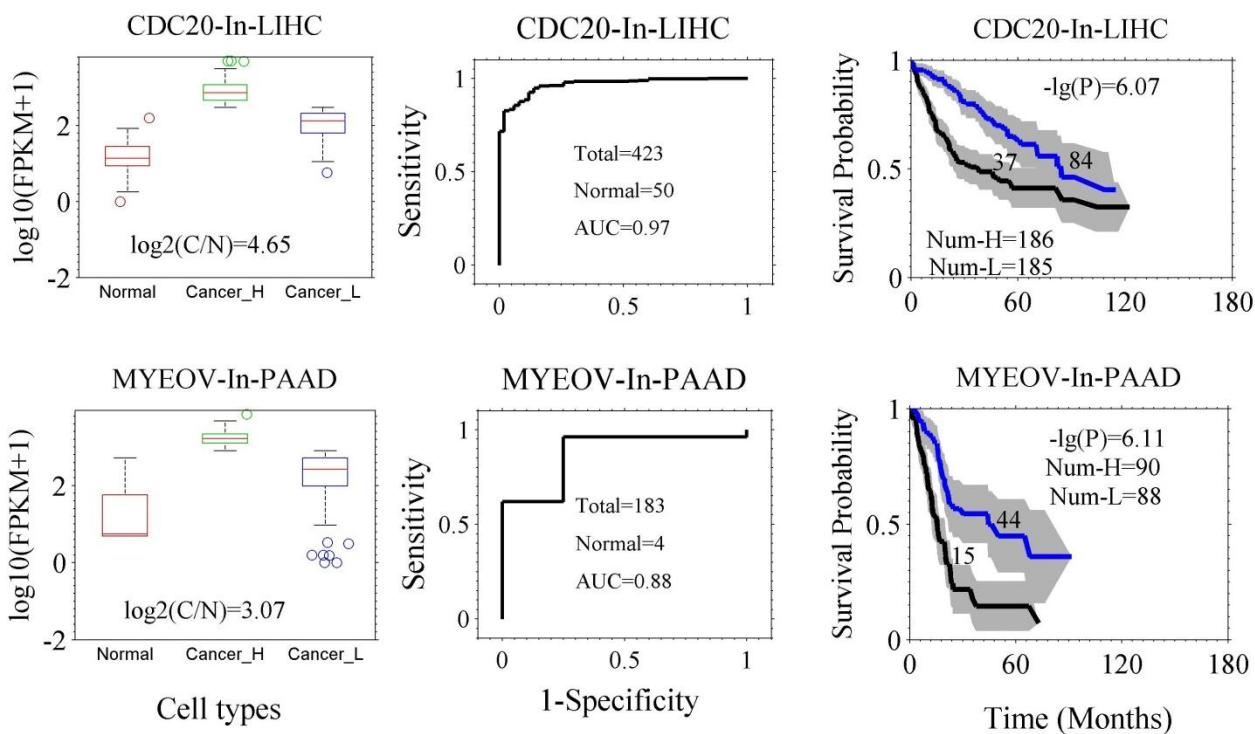 CDC20-In-LIHC
log10(FPKM+1)
2
0
-2
log2(C/N)=4.65
Normal
Cancer_H
Cancer_L
CDC20-In-LIHC
Sensitivity
1
0.5
0
Total=423
Normal=50
AUC=0.97
0
0.5
1
CDC20-In-LIHC
Survival Probability
1
0.5
0
-lg(P)=6.07
37
84
Num-H=186
Num-L=185
0
60
120
180
MYEOV-In-PAAD
log10(FPKM+1)
2
0
-2
log2(C/N)=3.07
Normal
Cancer_H
Cancer_L
Cell types
MYEOV-In-PAAD
Sensitivity
1
0.5
0
Total=183
Normal=4
AUC=0.88
0
0.5
1
1-Specificity
MYEOV-In-PAAD
Survival Probability
1
0.5
0
-lg(P)=6.11
Num-H=90
Num-L=88
44
15
0
60
120
180
Time (Months)